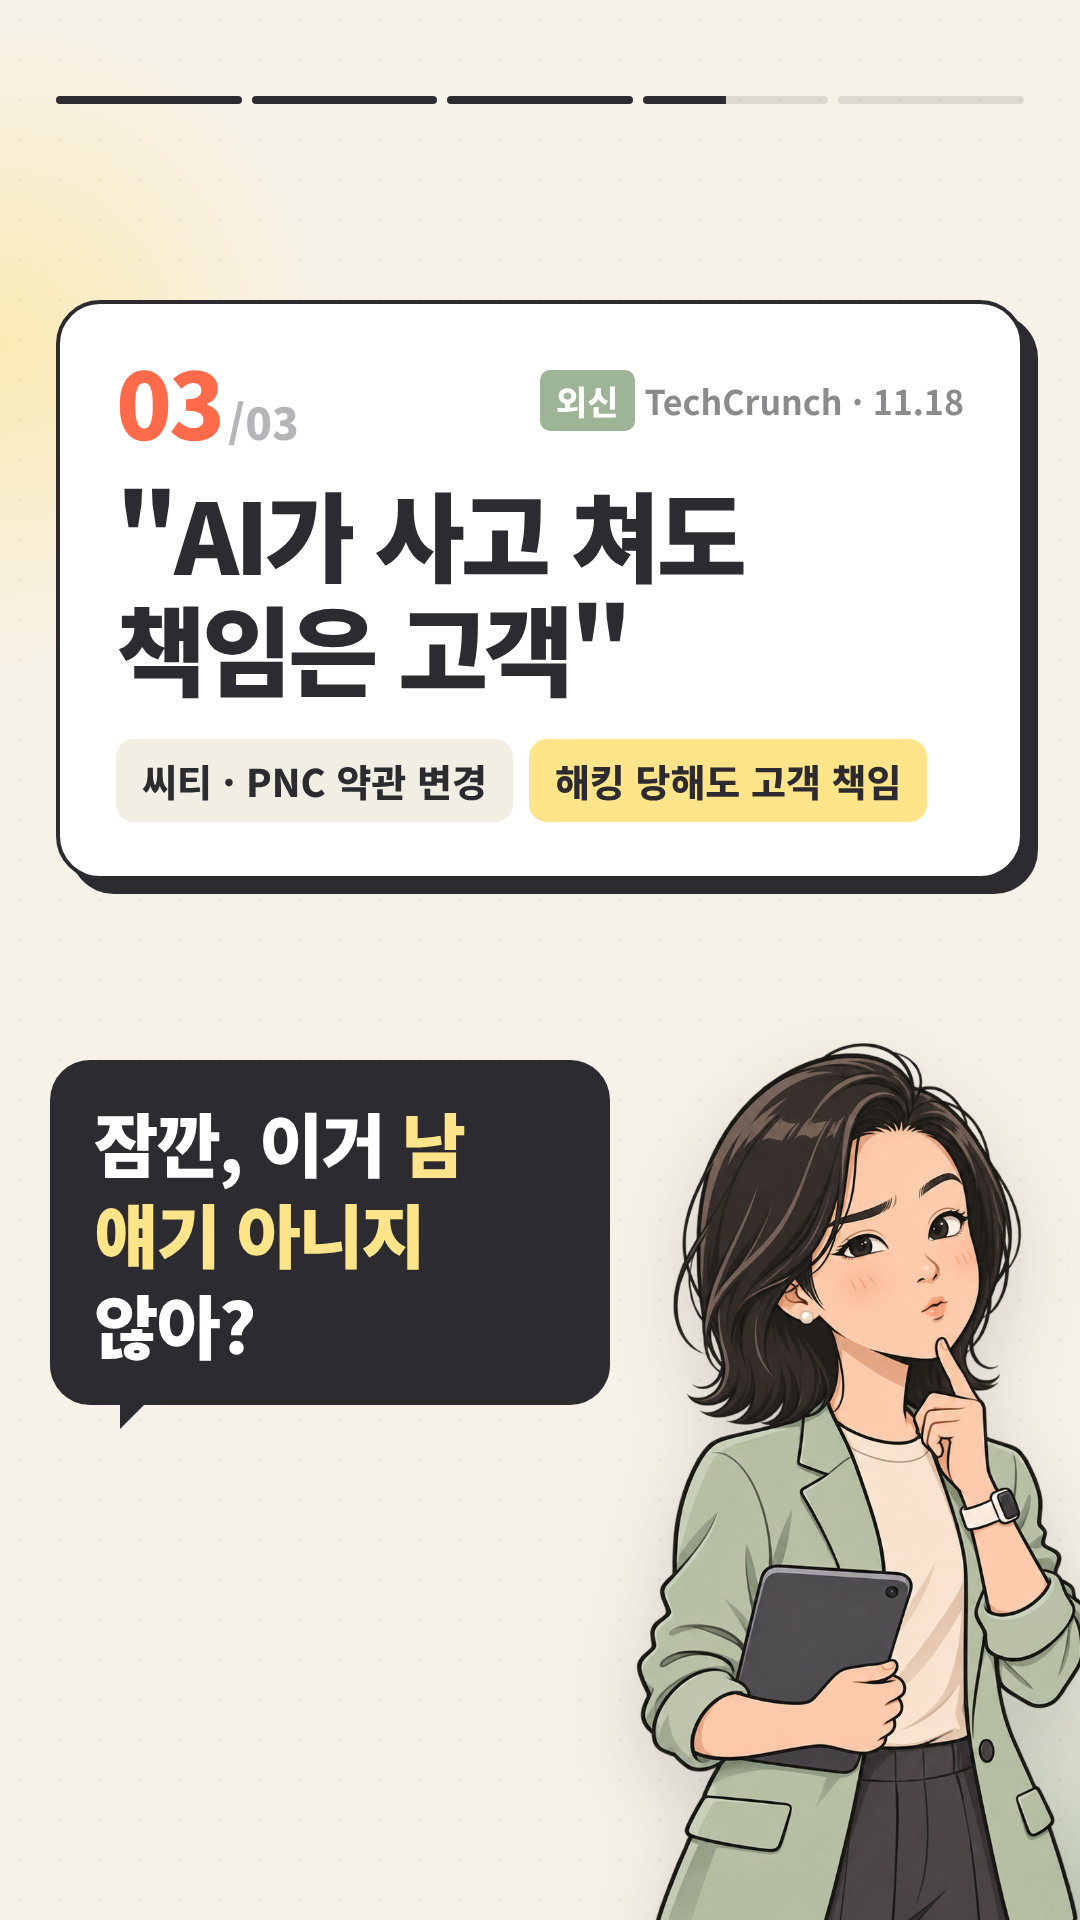 03/03
외신 TechCrunch · 11.18
"AI가 사고 쳐도
책임은 고객"
씨티 · PNC 약관 변경
해킹 당해도 고객 책임
잠깐, 이거 남
얘기 아니지
않아?